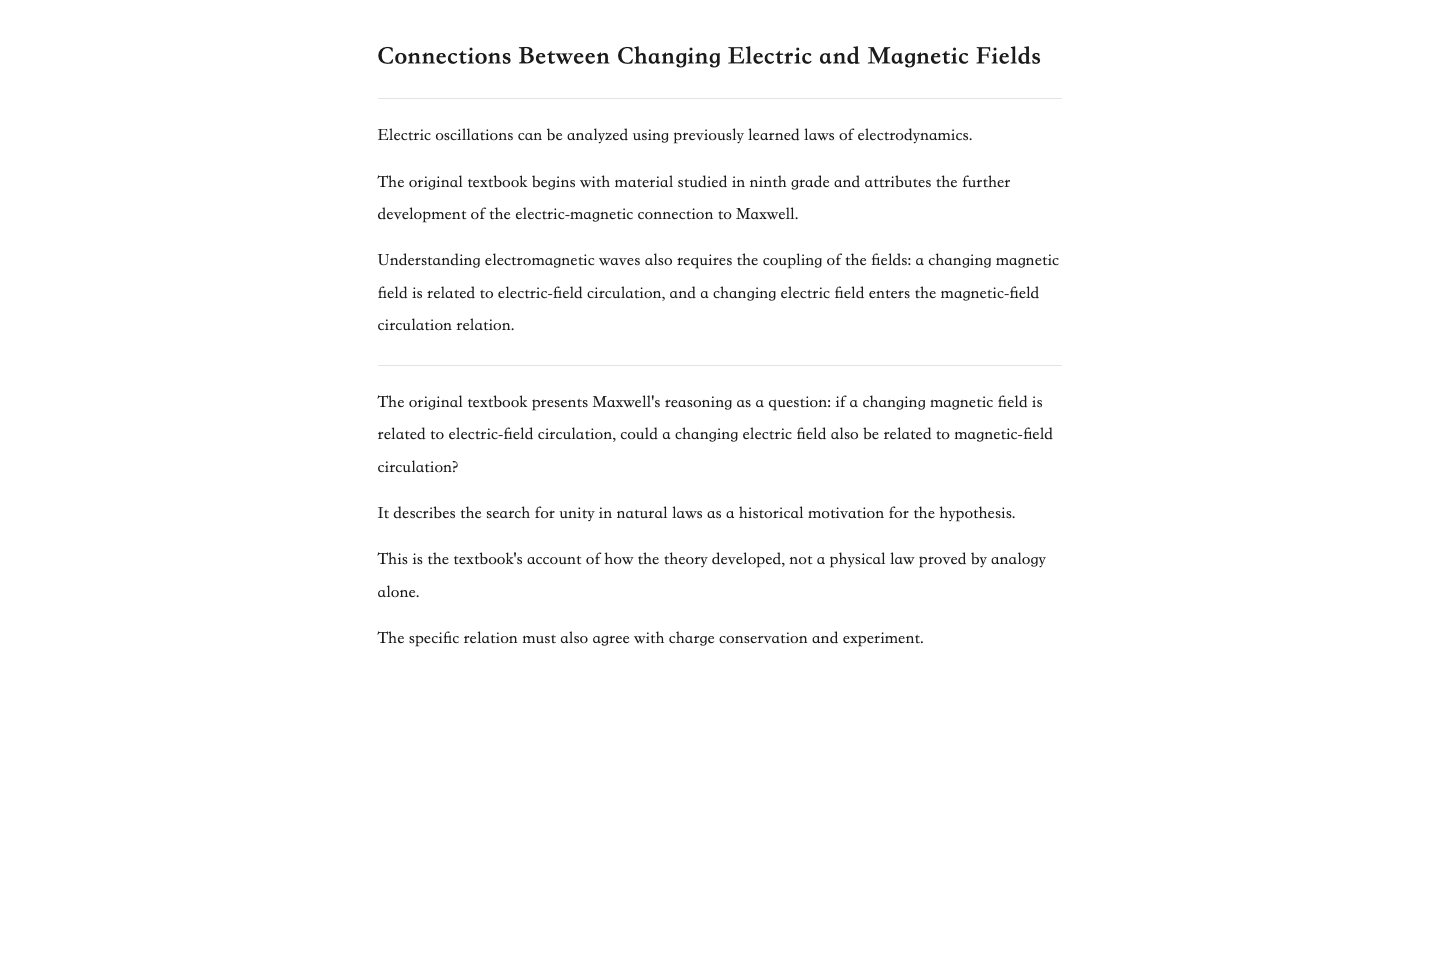 Connections Between Changing Electric and Magnetic Fields
Electric oscillations can be analyzed using previously learned laws of electrodynamics.
The original textbook begins with material studied in ninth grade and attributes the further
development of the electric-magnetic connection to Maxwell.
Understanding electromagnetic waves also requires the coupling of the fields: a changing magnetic
field is related to electric-field circulation, and a changing electric field enters the magnetic-field
circulation relation.
The original textbook presents Maxwell's reasoning as a question: if a changing magnetic field is
related to electric-field circulation, could a changing electric field also be related to magnetic-field
circulation?
It describes the search for unity in natural laws as a historical motivation for the hypothesis.
This is the textbook's account of how the theory developed, not a physical law proved by analogy
alone.
The specific relation must also agree with charge conservation and experiment.